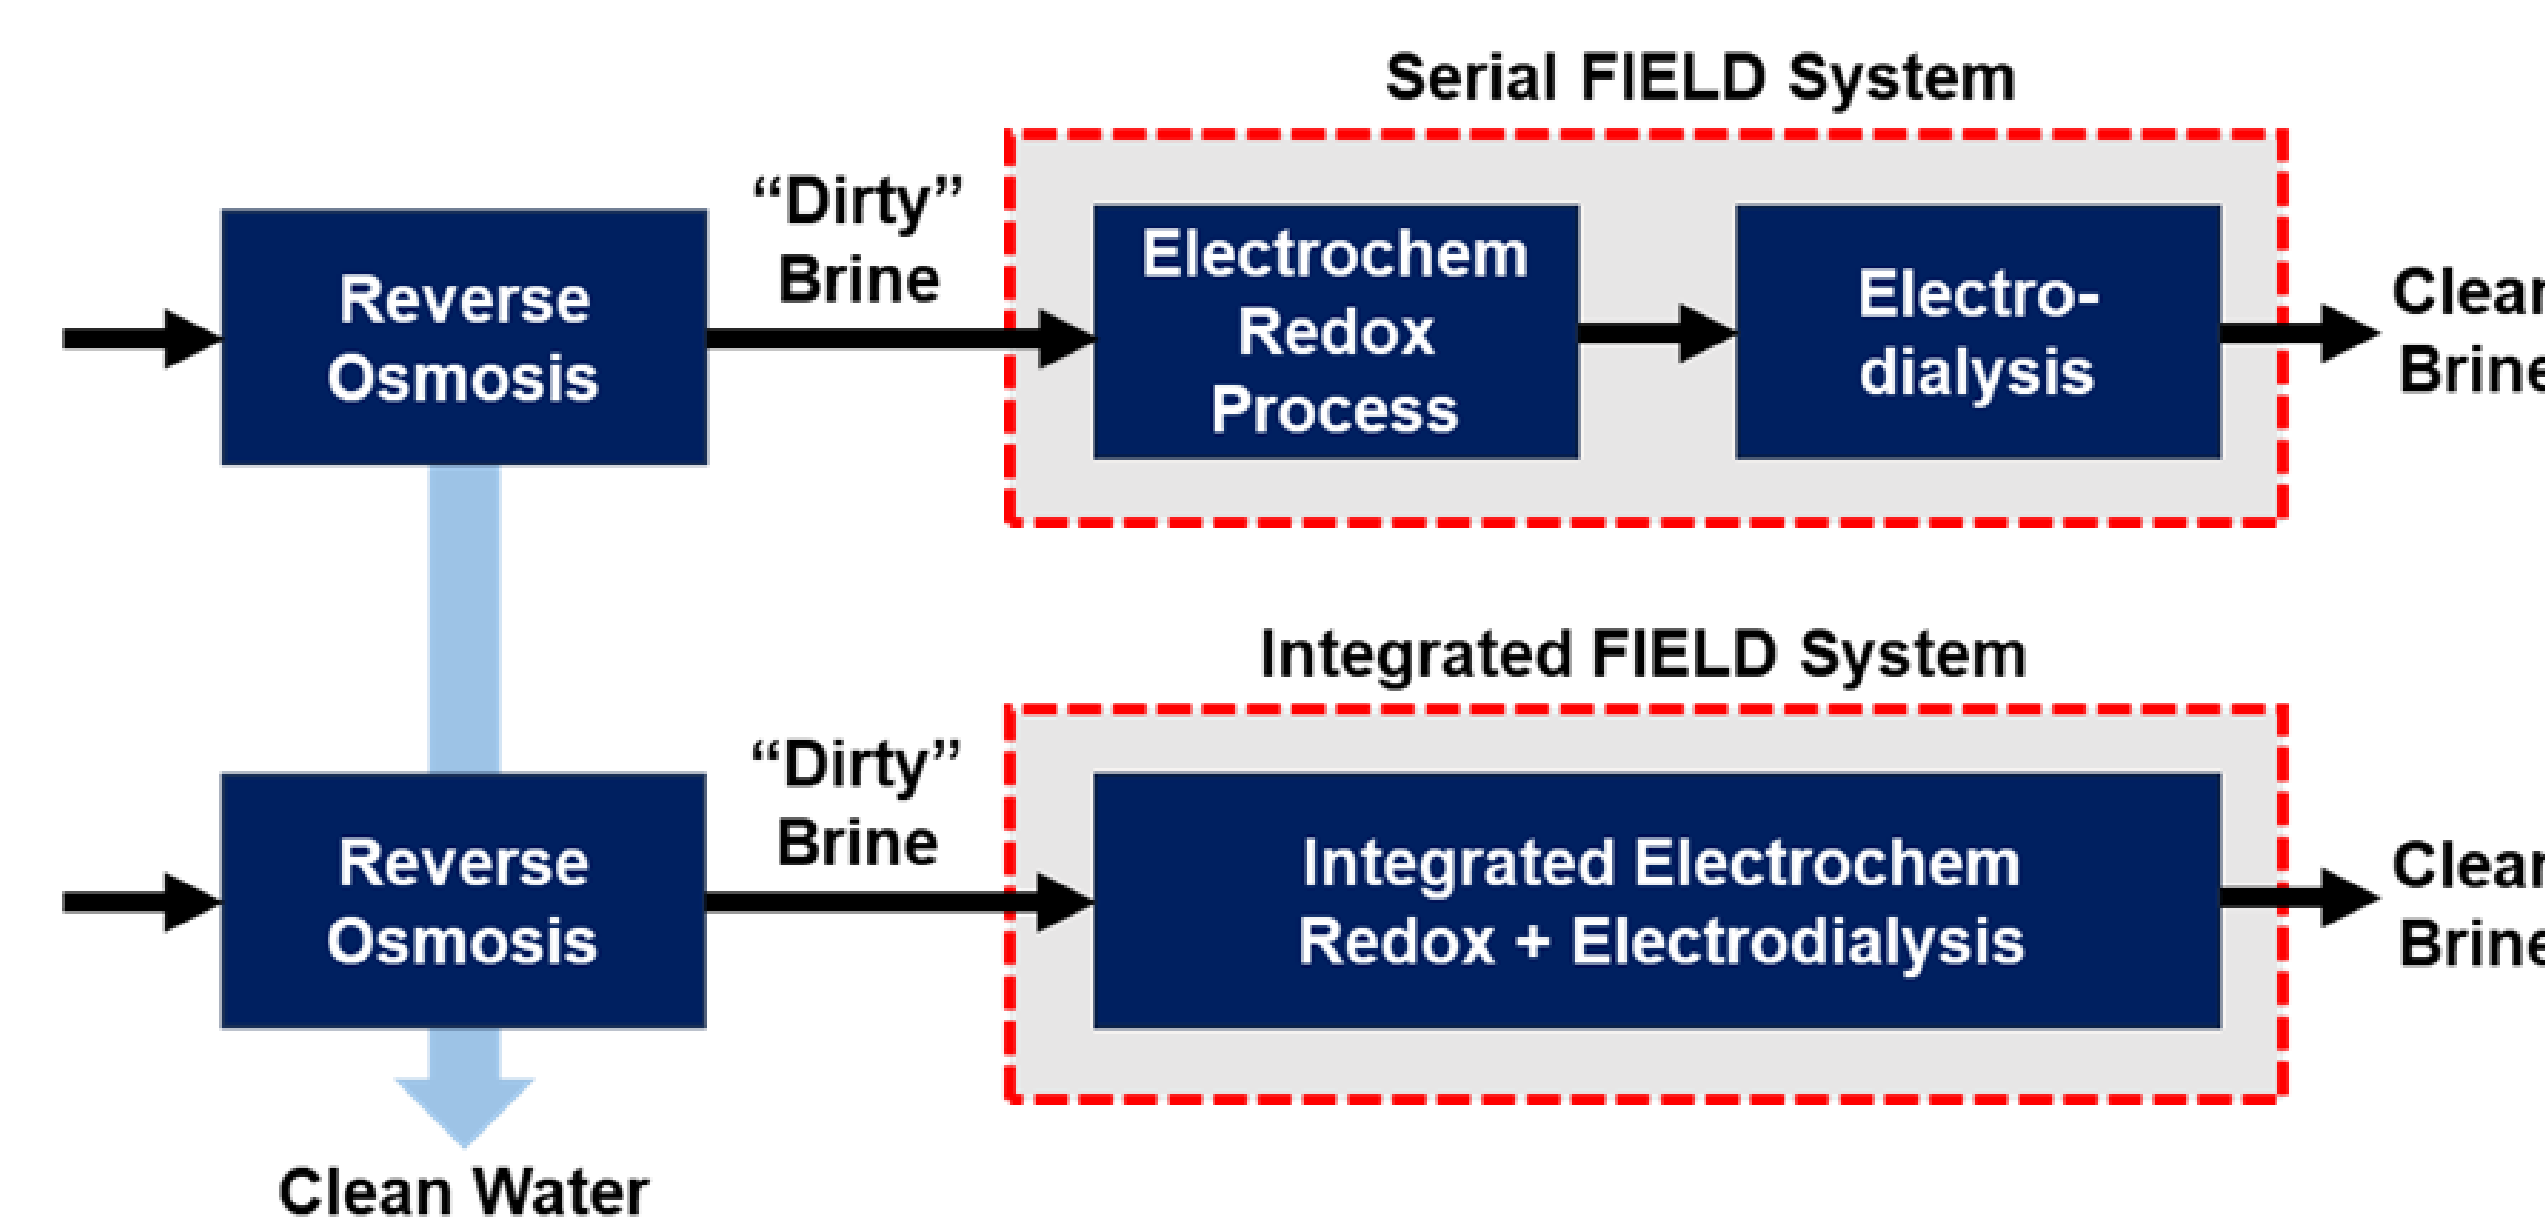 Serial FIELD System
“Dirty”
Brine
Reverse
Osmosis
Electrochem
Redox
Process
Electro-
dialysis
Integrated FIELD System
“Dirty”
Brine
Reverse
Osmosis
Integrated Electrochem
Redox + Electrodialysis
Clean Water